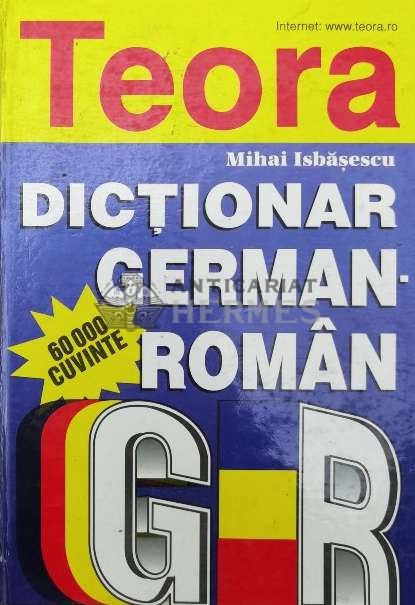 Internet: www.teora.ro
Teora
Mihai Isbășescu
DICȚIONAR
GERMAN-
ROMÂN
ANTICARIAT
HERMES
60 000
CUVINTE
G-R